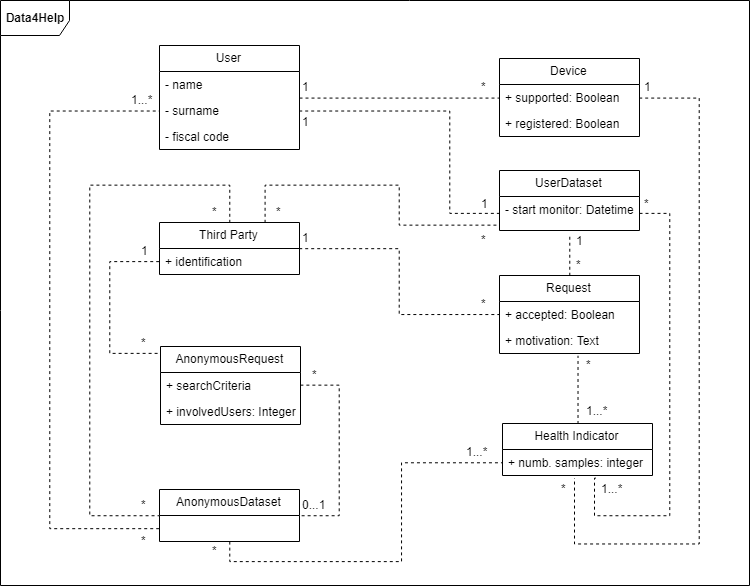 Data4Help
User
- name
- surname
- fiscal code
1...*
1
1
*
Device
+ supported: Boolean
+ registered: Boolean
1
UserDataset
- start monitor: Datetime
1
*
*
1
*
*
Third Party
+ identification
1
1
*
*
Request
+ accepted: Boolean
+ motivation: Text
*
*
AnonymousRequest
+ searchCriteria
+ involvedUsers: Integer
*
1...*
Health Indicator
+ numb. samples: integer
1...*
*
1...*
AnonymousDataset
*
0...1
*
*